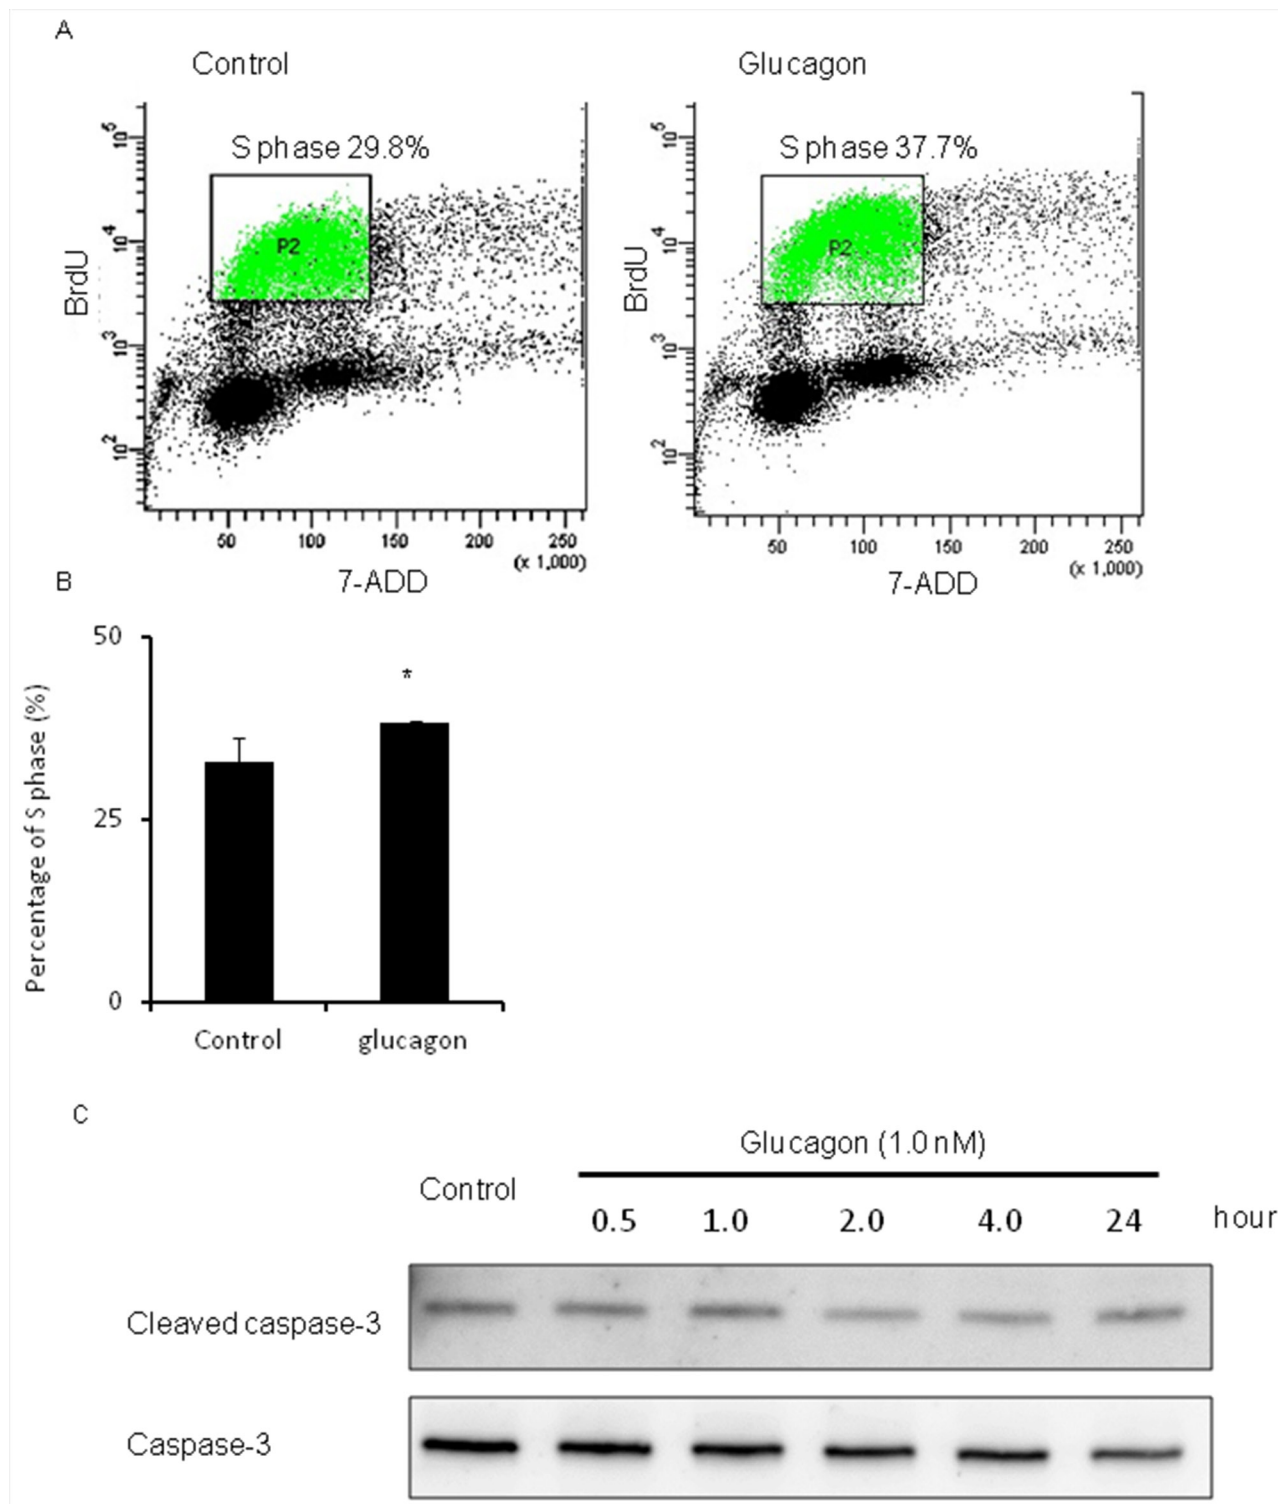 A
Control
Glucagon
S phase 29.8%
S phase 37.7%
10^5
10^4
10^3
10^2
BrdU
P2
50 100 150 200 250
(x 1,000)
7-ADD
10^5
10^4
10^3
10^2
BrdU
P2
50 100 150 200 250
(x 1,000)
7-ADD
B
Percentage of S phase (%)
50
25
0
*
Control glucagon
C
Glucagon (1.0 nM)
Control
0.5 1.0 2.0 4.0 24 hour
Cleaved caspase-3
Caspase-3